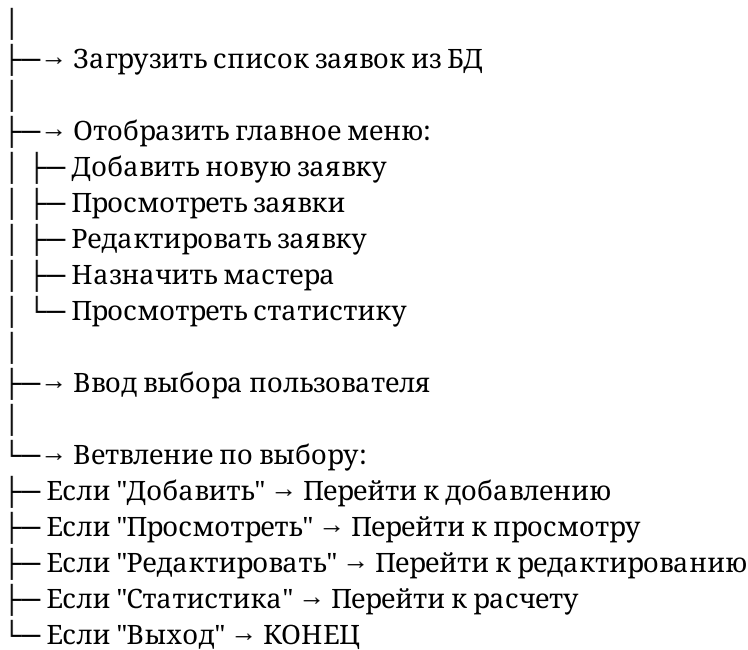 │
├─→ Загрузить список заявок из БД
│
├─→ Отобразить главное меню:
│ ├─ Добавить новую заявку
│ ├─ Просмотреть заявки
│ ├─ Редактировать заявку
│ ├─ Назначить мастера
│ └─ Просмотреть статистику
│
├─→ Ввод выбора пользователя
│
└─→ Ветвление по выбору:
├─ Если "Добавить" → Перейти к добавлению
├─ Если "Просмотреть" → Перейти к просмотру
├─ Если "Редактировать" → Перейти к редактированию
├─ Если "Статистика" → Перейти к расчету
└─ Если "Выход" → КОНЕЦ